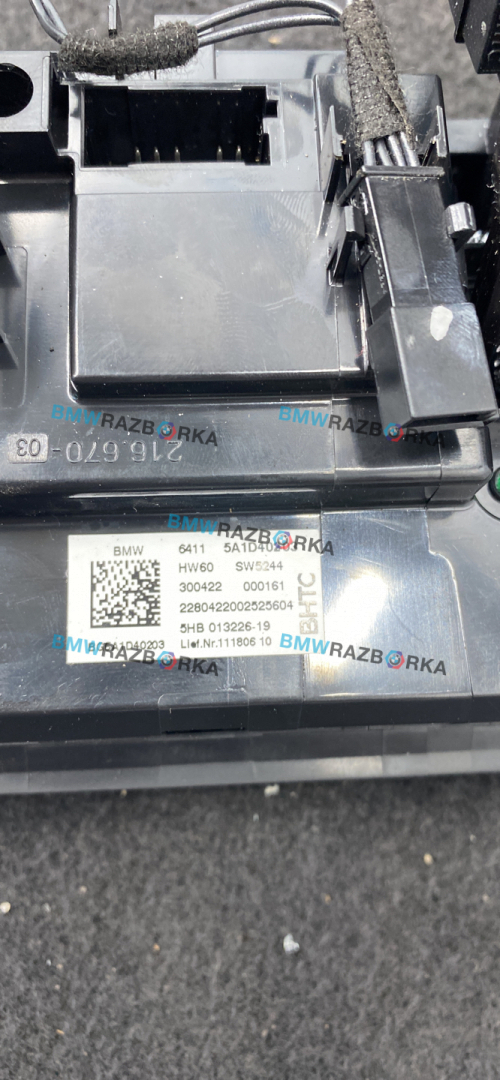 BMWRAZBORKA BMWRAZBORKA
216.670-03
BMWRAZBORKA
BMW 6411 5A1D40203
HW60 SW5244
300422 000161
2280422002525604
5HB 013226-19
Lief.Nr.111806 10
BHTC
BMWRAZBORKA BMWRAZBORKA